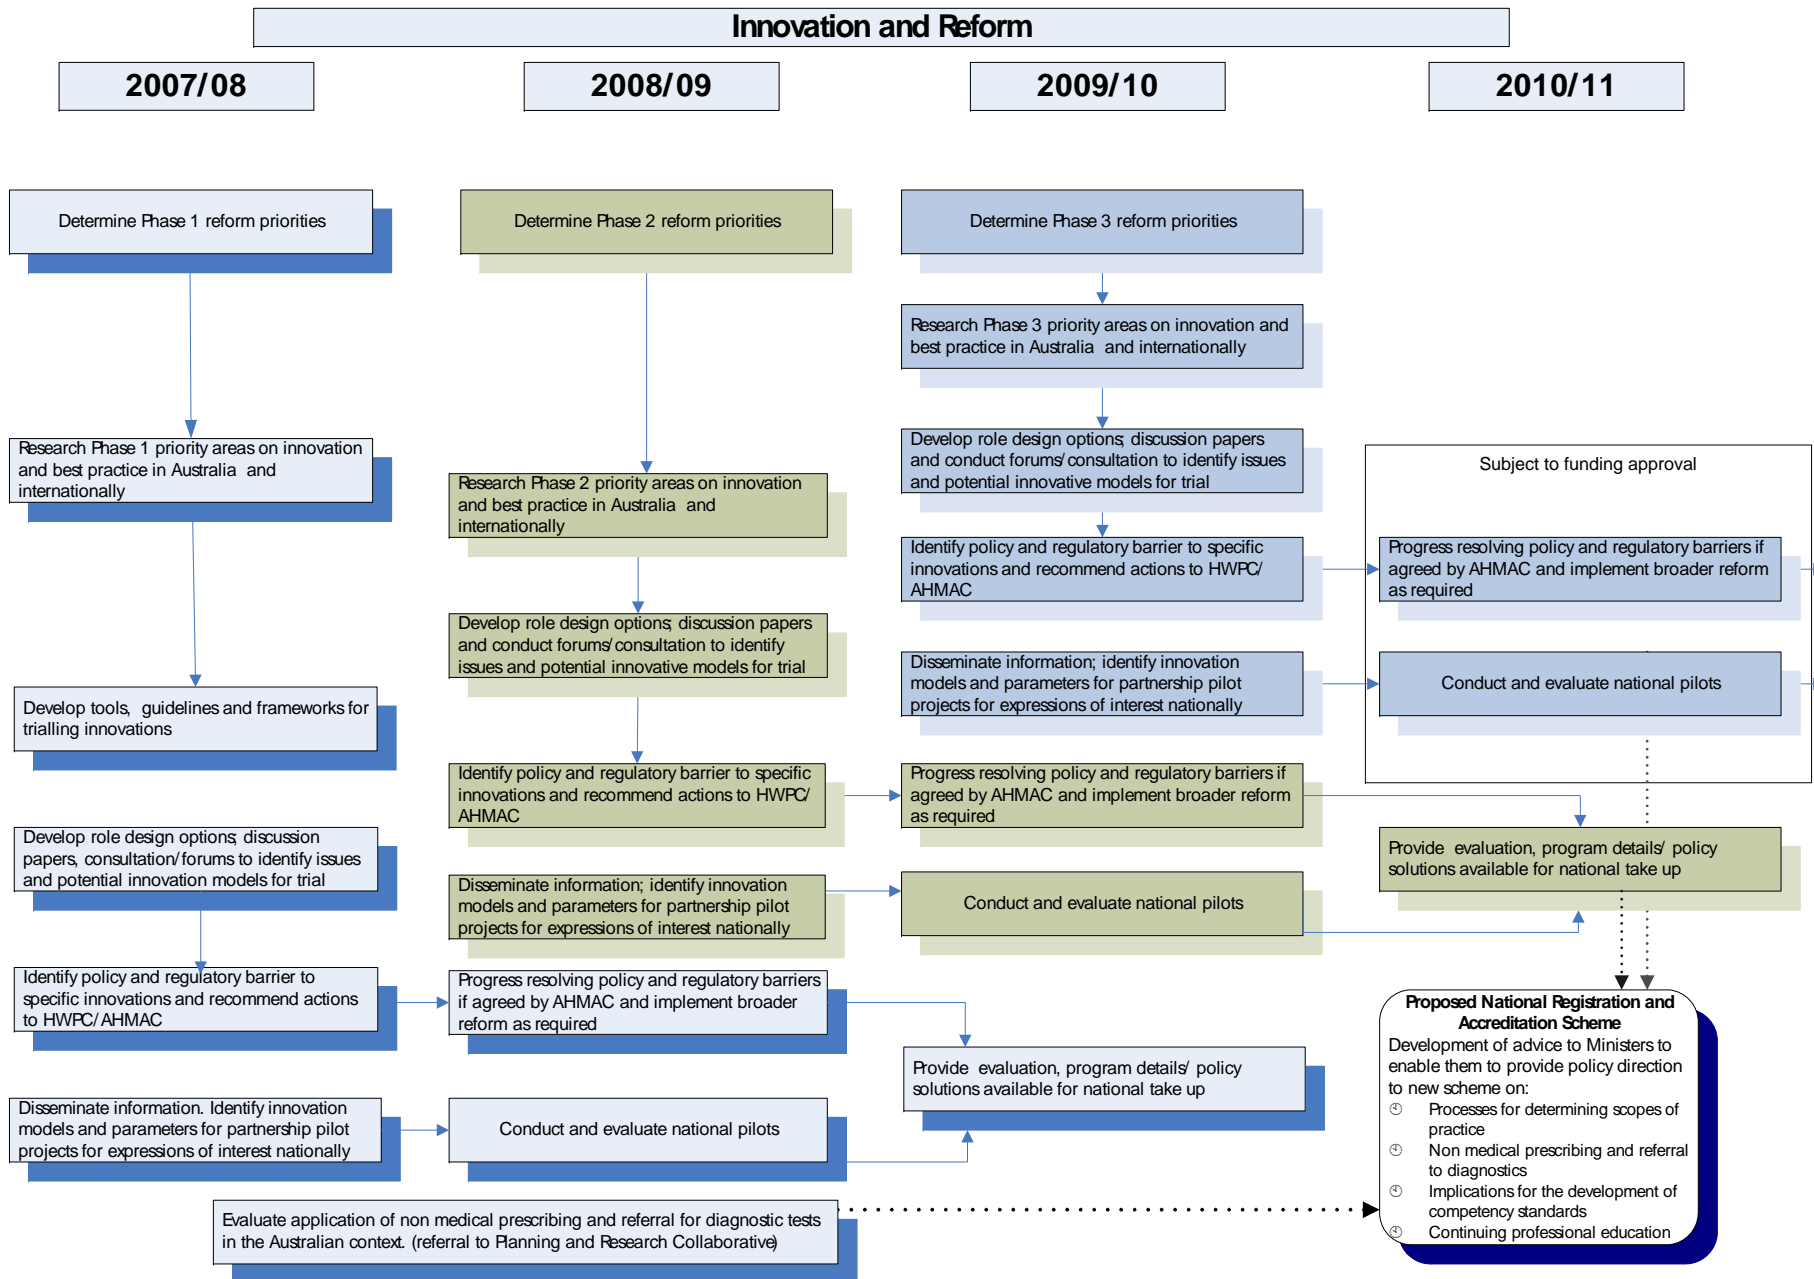 Innovation and Reform
2007/08
2008/09
2009/10
2010/11
Determine Phase 1 reform priorities
Research Phase 1 priority areas on innovation
and best practice in Australia and
internationally
Develop tools, guidelines and frameworks for
trialling innovations
Develop role design options; discussion
papers, consultation/forums to identify issues
and potential innovation models for trial
Identify policy and regulatory barrier to
specific innovations and recommend actions
to HWPC/AHMAC
Disseminate information. Identify innovation
models and parameters for partnership pilot
projects for expressions of interest nationally
Determine Phase 2 reform priorities
Research Phase 2 priority areas on innovation
and best practice in Australia and
internationally
Develop role design options; discussion papers
and conduct forums/consultation to identify
issues and potential innovative models for trial
Identify policy and regulatory barrier to specific
innovations and recommend actions to HWPC/
AHMAC
Disseminate information; identify innovation
models and parameters for partnership pilot
projects for expressions of interest nationally
Progress resolving policy and regulatory barriers
if agreed by AHMAC and implement broader
reform as required
Conduct and evaluate national pilots
Evaluate application of non medical prescribing and referral for diagnostic tests
in the Australian context. (referral to Planning and Research Collaborative)
Determine Phase 3 reform priorities
Research Phase 3 priority areas on innovation and
best practice in Australia and internationally
Develop role design options; discussion papers
and conduct forums/consultation to identify issues
and potential innovative models for trial
Identify policy and regulatory barrier to specific
innovations and recommend actions to HWPC/
AHMAC
Disseminate information; identify innovation
models and parameters for partnership pilot
projects for expressions of interest nationally
Progress resolving policy and regulatory barriers if
agreed by AHMAC and implement broader reform
as required
Conduct and evaluate national pilots
Provide evaluation, program details/ policy
solutions available for national take up
Subject to funding approval
Progress resolving policy and regulatory barriers if
agreed by AHMAC and implement broader reform
as required
Conduct and evaluate national pilots
Provide evaluation, program details/ policy
solutions available for national take up
Proposed National Registration and
Accreditation Scheme
Development of advice to Ministers to
enable them to provide policy direction
to new scheme on:
Processes for determining scopes of
practice
Non medical prescribing and referral
to diagnostics
Implications for the development of
competency standards
Continuing professional education